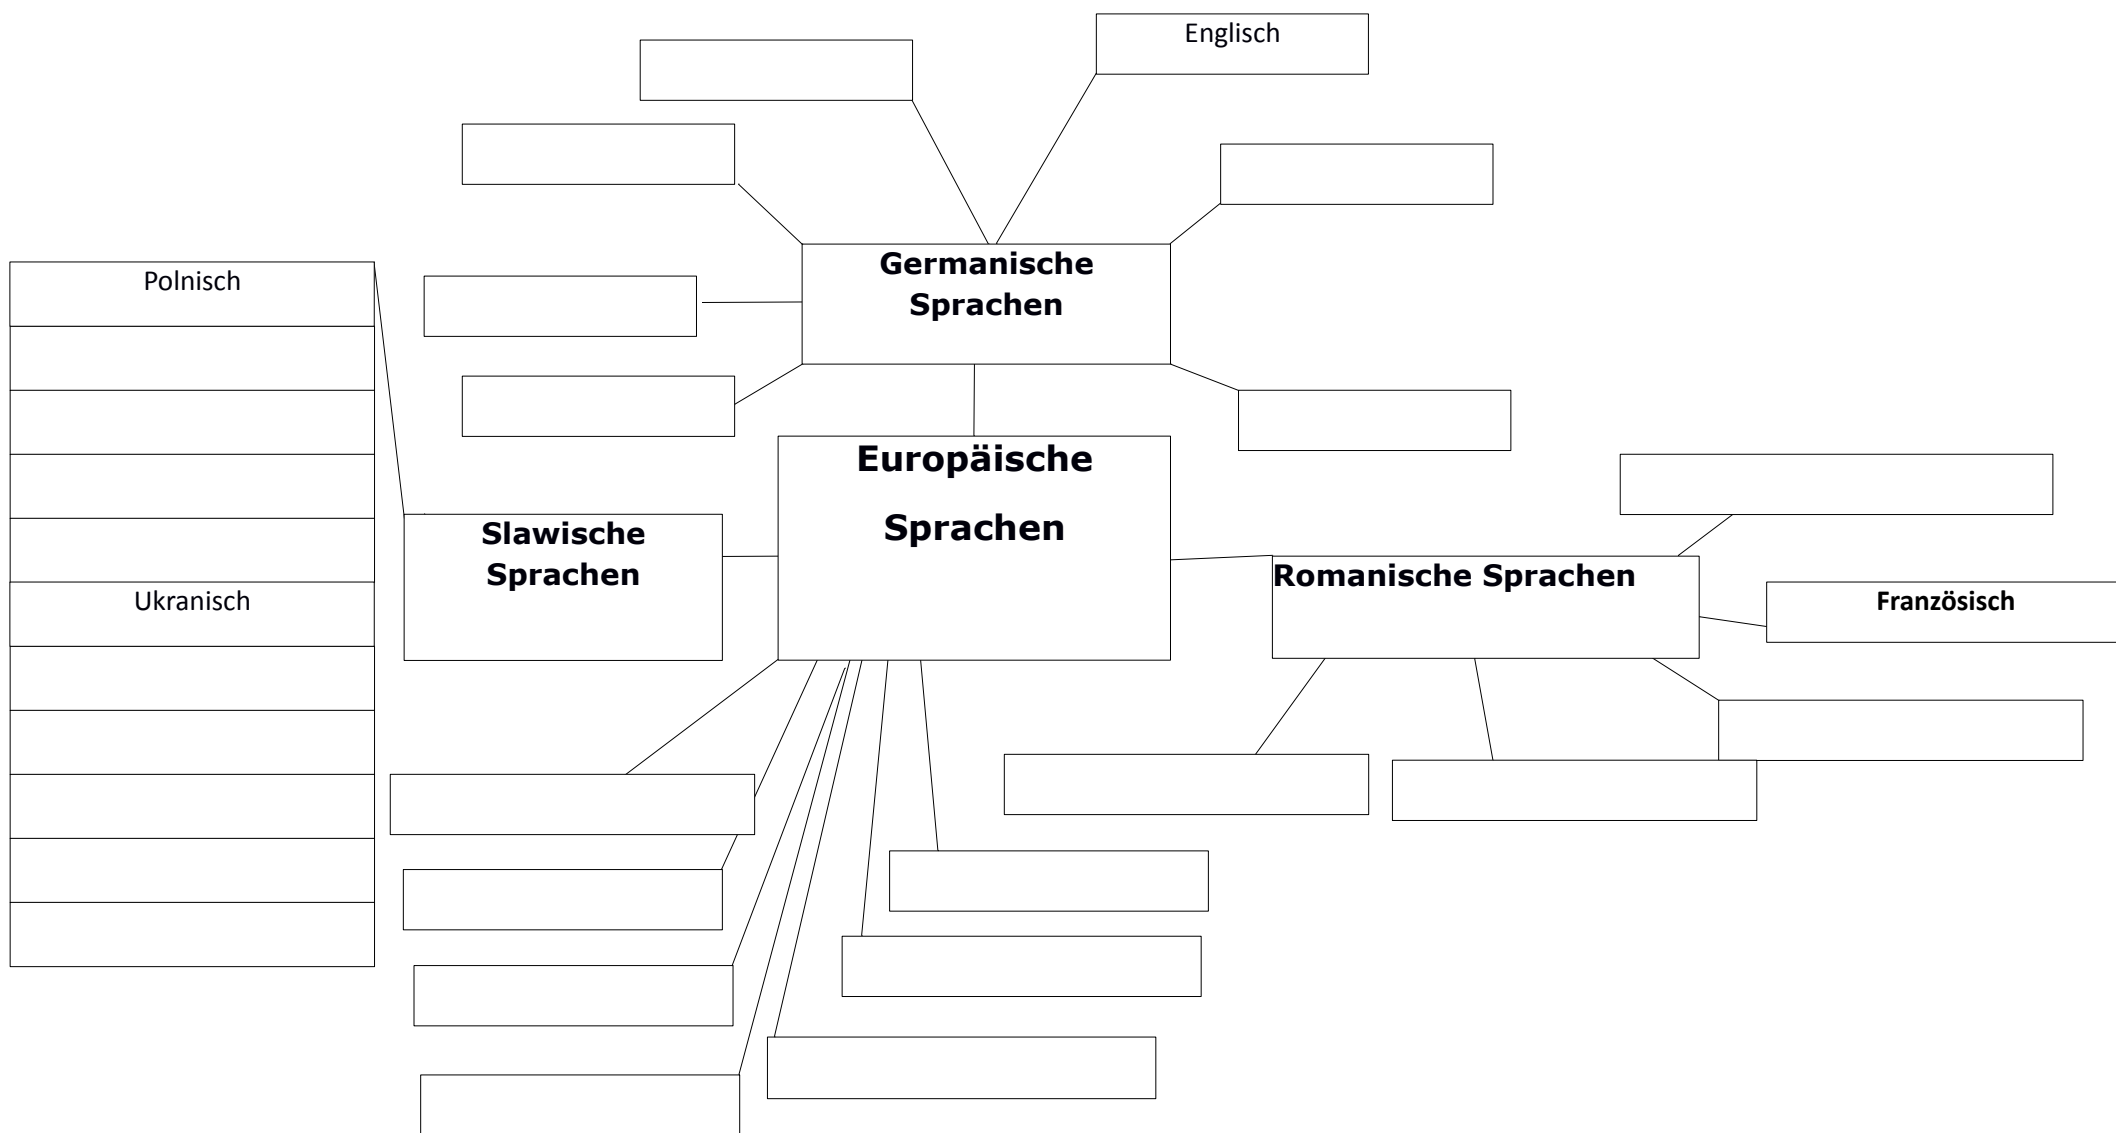 Englisch
Germanische
Sprachen
Polnisch
Europäische
Sprachen
Slawische
Sprachen
Romanische Sprachen
Ukranisch
Französisch